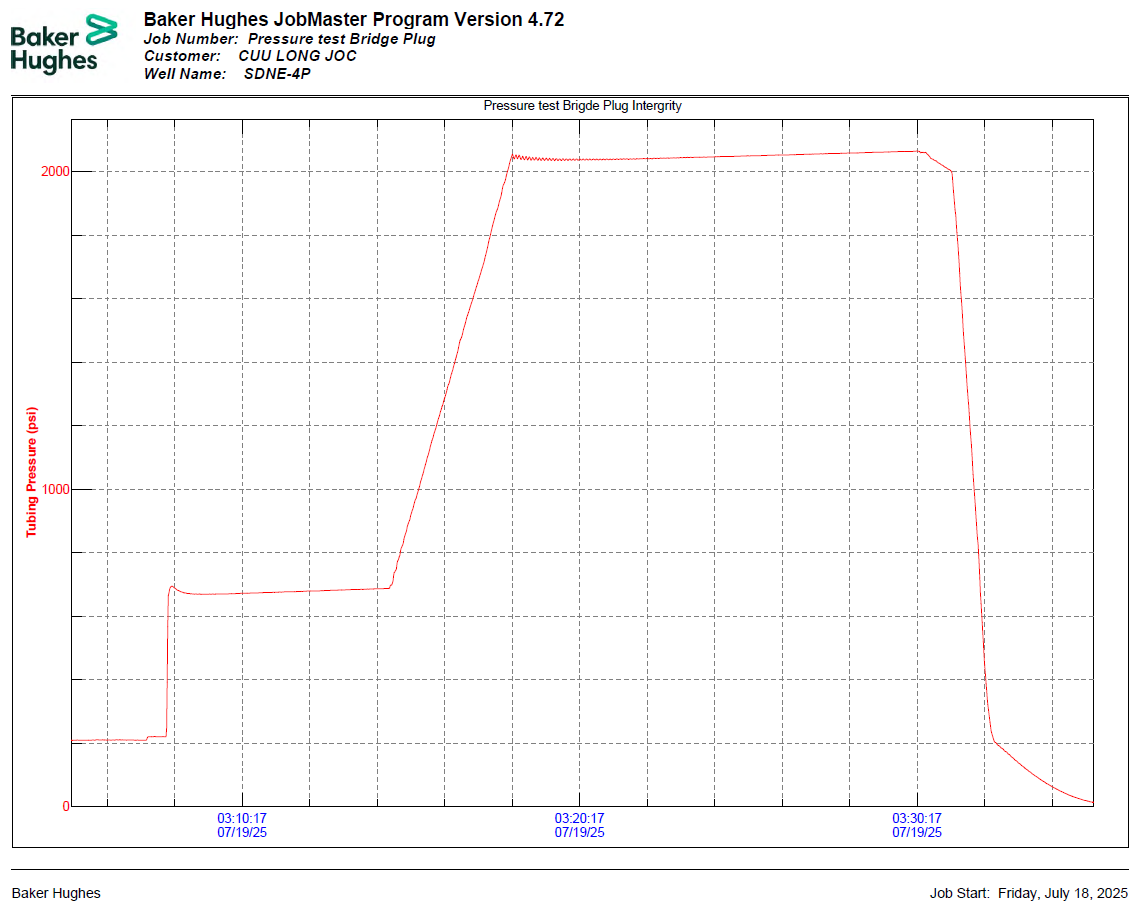 Baker
Hughes
Baker Hughes JobMaster Program Version 4.72
Job Number: Pressure test Bridge Plug
Customer: CUU LONG JOC
Well Name: SDNE-4P
Pressure test Brigde Plug Intergrity
Tubing Pressure (psi)
2000
1000
0
03:10:17 03:20:17 03:30:17
07/19/25 07/19/25 07/19/25
Baker Hughes Job Start: Friday, July 18, 2025